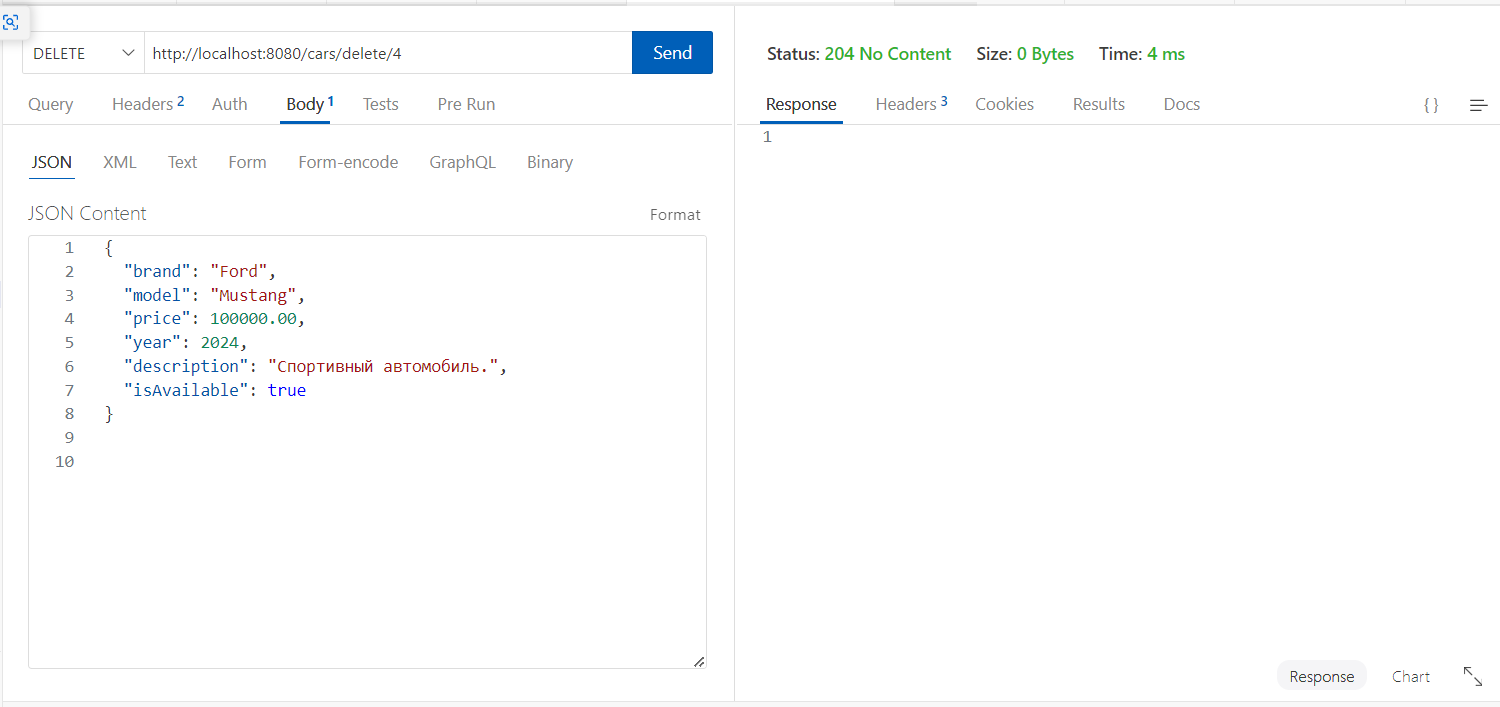 DELETE http://localhost:8080/cars/delete/4 Send
Query Headers 2 Auth Body 1 Tests Pre Run
JSON XML Text Form Form-encode GraphQL Binary
JSON Content Format
1 {
2 "brand": "Ford",
3 "model": "Mustang",
4 "price": 100000.00,
5 "year": 2024,
6 "description": "Спортивный автомобиль.",
7 "isAvailable": true
8 }
9
10
Status: 204 No Content Size: 0 Bytes Time: 4 ms
Response Headers 3 Cookies Results Docs { }
1
Response Chart